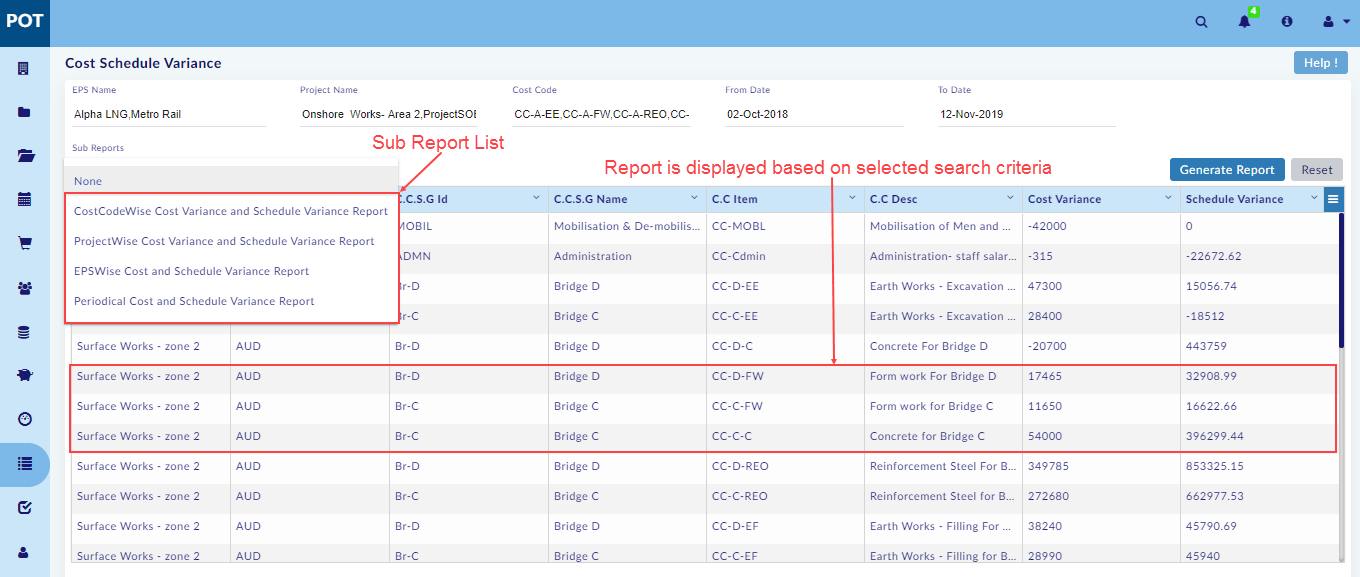 POT
4
Cost Schedule Variance
Help !
EPS Name Project Name Cost Code From Date To Date
Alpha LNG,Metro Rail Onshore Works- Area 2,ProjectSOE CC-A-EE,CC-A-FW,CC-A-REO,CC- 02-Oct-2018 12-Nov-2019
Sub Report List
Sub Reports
Report is displayed based on selected search criteria
Generate Report Reset
None
CostCodeWise Cost Variance and Schedule Variance Report
ProjectWise Cost Variance and Schedule Variance Report
EPSWise Cost and Schedule Variance Report
Periodical Cost and Schedule Variance Report
C.C.S.G Id C.C.S.G Name C.C Item C.C Desc Cost Variance Schedule Variance
MOBIL Mobilisation & De-mobilis... CC-MOBL Mobilisation of Men and ... -42000 0
ADMN Administration CC-Cdmin Administration- staff salar... -315 -22672.62
Br-D Bridge D CC-D-EE Earth Works - Excavation ... 47300 15056.74
Br-C Bridge C CC-C-EE Earth Works - Excavation ... 28400 -18512
Surface Works - zone 2 AUD Br-D Bridge D CC-D-C Concrete For Bridge D -20700 443759
Surface Works - zone 2 AUD Br-D Bridge D CC-D-FW Form work For Bridge D 17465 32908.99
Surface Works - zone 2 AUD Br-C Bridge C CC-C-FW Form work for Bridge C 11650 16622.66
Surface Works - zone 2 AUD Br-C Bridge C CC-C-C Concrete for Bridge C 54000 396299.44
Surface Works - zone 2 AUD Br-D Bridge D CC-D-REO Reinforcement Steel For B... 349785 853325.15
Surface Works - zone 2 AUD Br-C Bridge C CC-C-REO Reinforcement Steel for B... 272680 662977.53
Surface Works - zone 2 AUD Br-D Bridge D CC-D-EF Earth Works - Filling For ... 38240 45790.69
Surface Works - zone 2 AUD Br-C Bridge C CC-C-EF Earth Works - Filling for B... 28990 45940